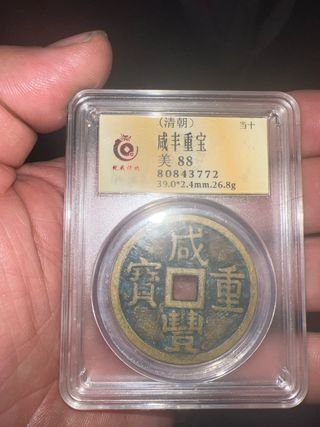 (清朝)
当十
咸丰重宝
美 88
80843772
39.0*2.4mm.26.8g
咸
寶 重
豐